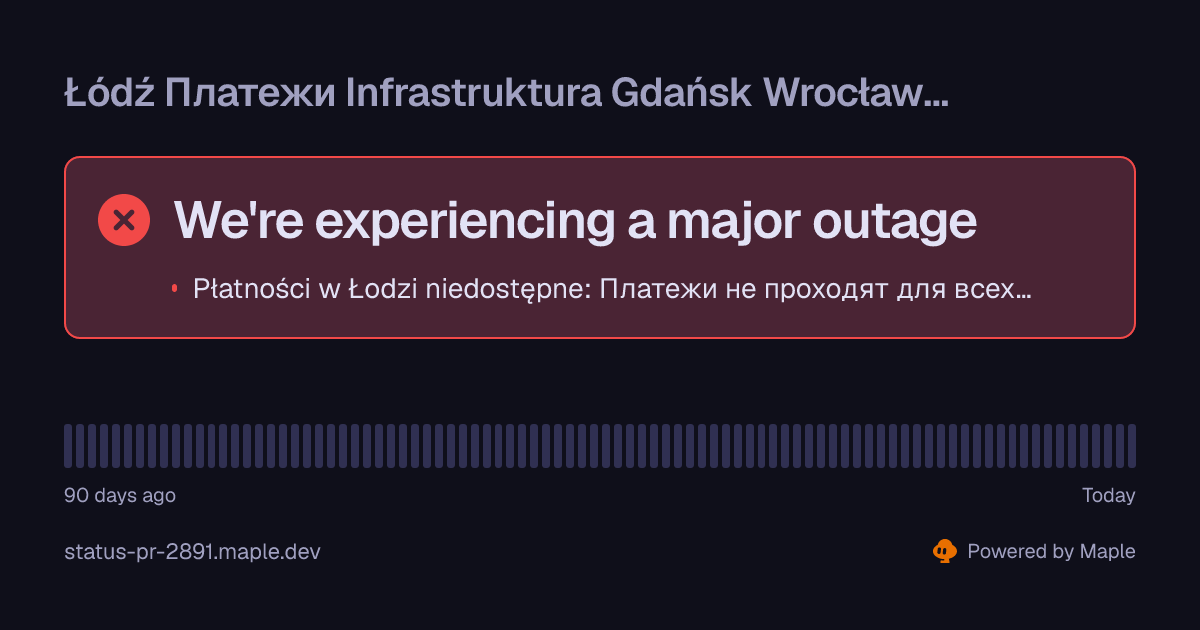 Łódź Платежи Infrastruktura Gdańsk Wrocław…
We're experiencing a major outage
• Płatności w Łodzi niedostępne: Платежи не проходят для всех…
90 days ago
Today
status-pr-2891.maple.dev
Powered by Maple